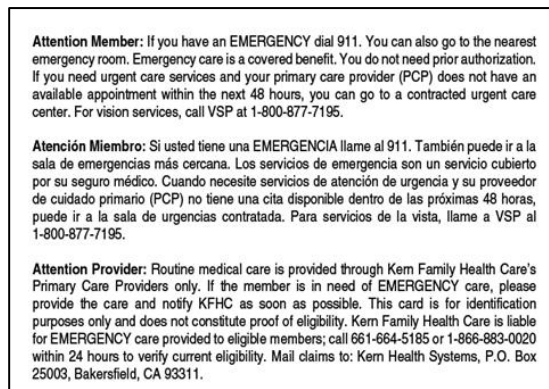 Attention Member: If you have an EMERGENCY dial 911. You can also go to the nearest
emergency room. Emergency care is a covered benefit. You do not need prior authorization.
If you need urgent care services and your primary care provider (PCP) does not have an
available appointment within the next 48 hours, you can go to a contracted urgent care
center. For vision services, call VSP at 1-800-877-7195.
Atención Miembro: Si usted tiene una EMERGENCIA llame al 911. También puede ir a la
sala de emergencias más cercana. Los servicios de emergencia son un servicio cubierto
por su seguro médico. Cuando necesite servicios de atención de urgencia y su proveedor
de cuidado primario (PCP) no tiene una cita disponible dentro de las próximas 48 horas,
puede ir a la sala de urgencias contratada. Para servicios de la vista, llame a VSP al
1-800-877-7195.
Attention Provider: Routine medical care is provided through Kern Family Health Care's
Primary Care Providers only. If the member is in need of EMERGENCY care, please
provide the care and notify KFHC as soon as possible. This card is for identification
purposes only and does not constitute proof of eligibility. Kern Family Health Care is liable
for EMERGENCY care provided to eligible members; call 661-664-5185 or 1-866-883-0020
within 24 hours to verify current eligibility. Mail claims to: Kern Health Systems, P.O. Box
25003, Bakersfield, CA 93311.